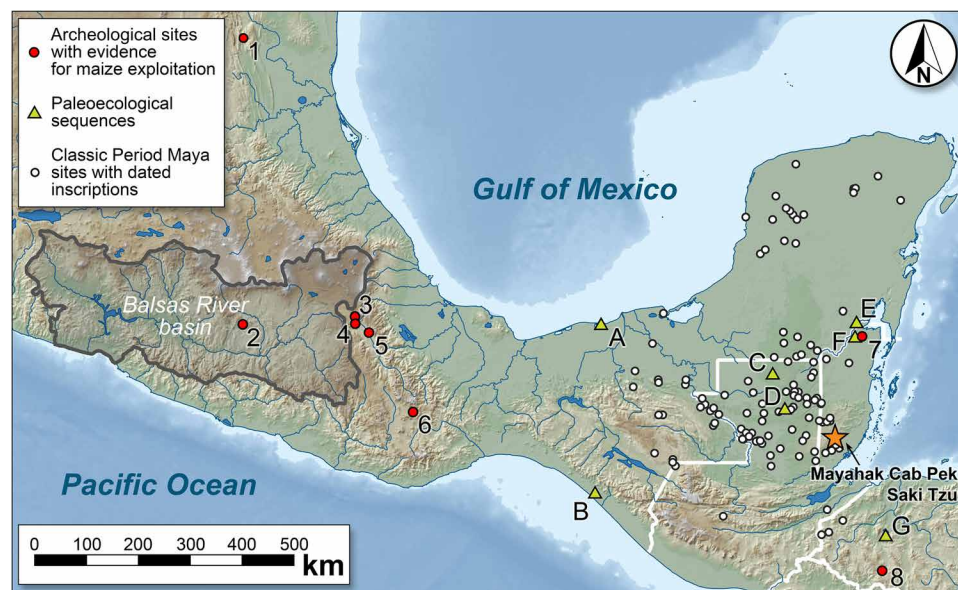 Archeological sites
with evidence
for maize exploitation
Paleoecological
sequences
Classic Period Maya
sites with dated
inscriptions
N
1
Gulf of Mexico
Balsas River
basin
2
3
4
5
6
A
B
C
D
E
F
7
Mayahak Cab Pek
Saki Tzu
G
8
Pacific Ocean
0 100 200 300 400 500
km